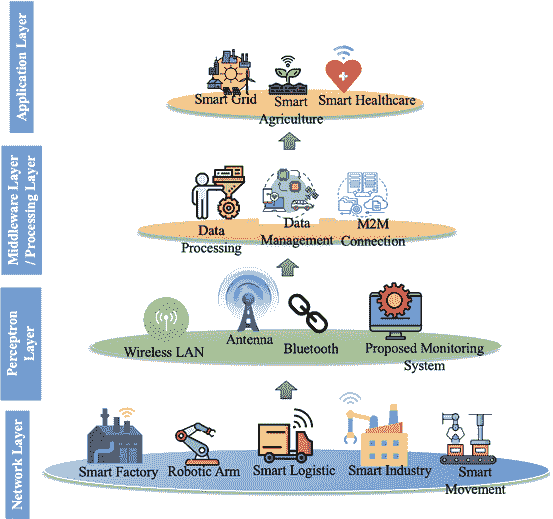 Application Layer
Smart Grid
Smart
Agriculture
Smart Healthcare
Middleware Layer
/ Processing Layer
Data
Processing
Data
Management
M2M
Connection
Perceptron
Layer
Wireless LAN
Antenna
Bluetooth
Proposed Monitoring
System
Network Layer
Smart Factory
Robotic Arm
Smart Logistic
Smart Industry
Smart
Movement